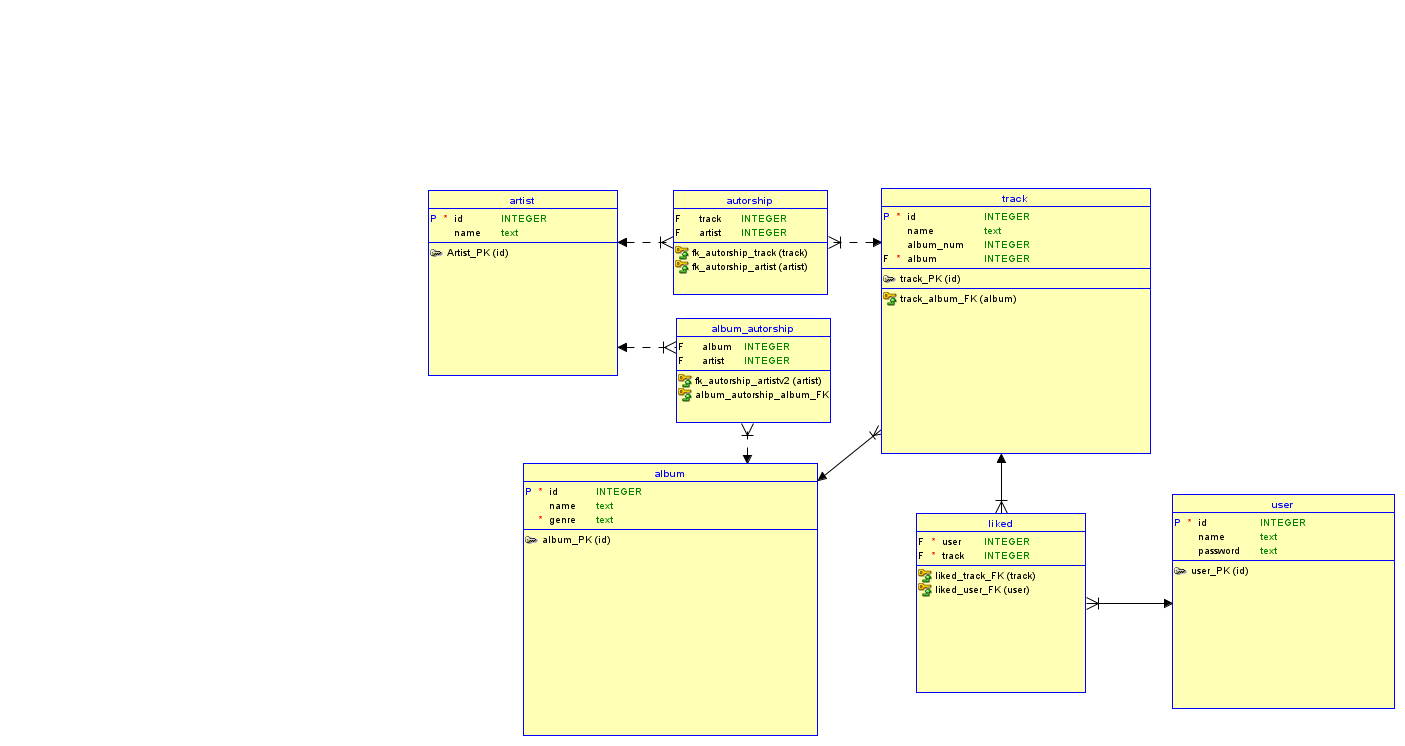 artist
P * id INTEGER
name text
Artist_PK (id)
autorship
F track INTEGER
F artist INTEGER
fk_autorship_track (track)
fk_autorship_artist (artist)
track
P * id INTEGER
name text
album_num INTEGER
F * album INTEGER
track_PK (id)
track_album_FK (album)
album_autorship
F album INTEGER
F artist INTEGER
fk_autorship_artistv2 (artist)
album_autorship_album_FK
album
P * id INTEGER
name text
* genre text
album_PK (id)
liked
F * user INTEGER
F * track INTEGER
liked_track_FK (track)
liked_user_FK (user)
user
P * id INTEGER
name text
password text
user_PK (id)